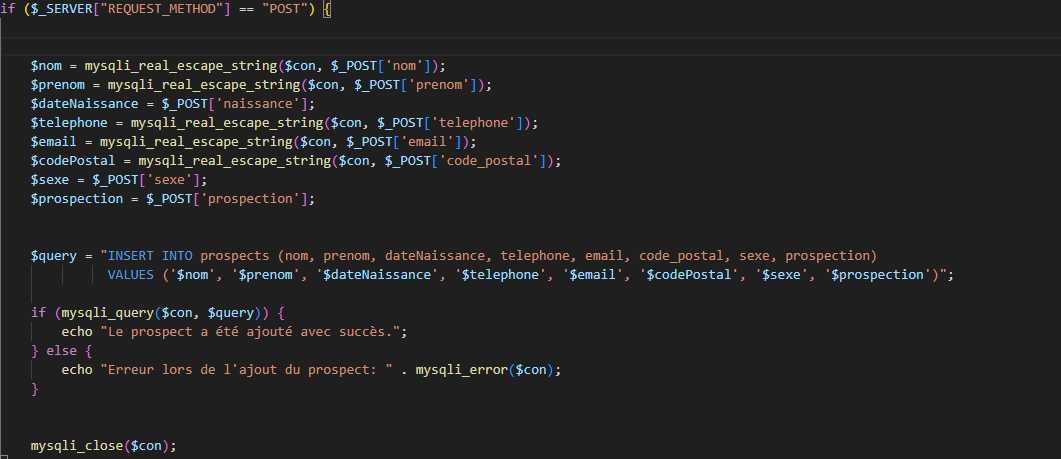 if ($_SERVER["REQUEST_METHOD"] == "POST") {
$nom = mysqli_real_escape_string($con, $_POST['nom']);
$prenom = mysqli_real_escape_string($con, $_POST['prenom']);
$dateNaissance = $_POST['naissance'];
$telephone = mysqli_real_escape_string($con, $_POST['telephone']);
$email = mysqli_real_escape_string($con, $_POST['email']);
$codePostal = mysqli_real_escape_string($con, $_POST['code_postal']);
$sexe = $_POST['sexe'];
$prospection = $_POST['prospection'];
$query = "INSERT INTO prospects (nom, prenom, dateNaissance, telephone, email, code_postal, sexe, prospection)
VALUES ('$nom', '$prenom', '$dateNaissance', '$telephone', '$email', '$codePostal', '$sexe', '$prospection')";
if (mysqli_query($con, $query)) {
echo "Le prospect a été ajouté avec succès.";
} else {
echo "Erreur lors de l'ajout du prospect: " . mysqli_error($con);
}
mysqli_close($con);